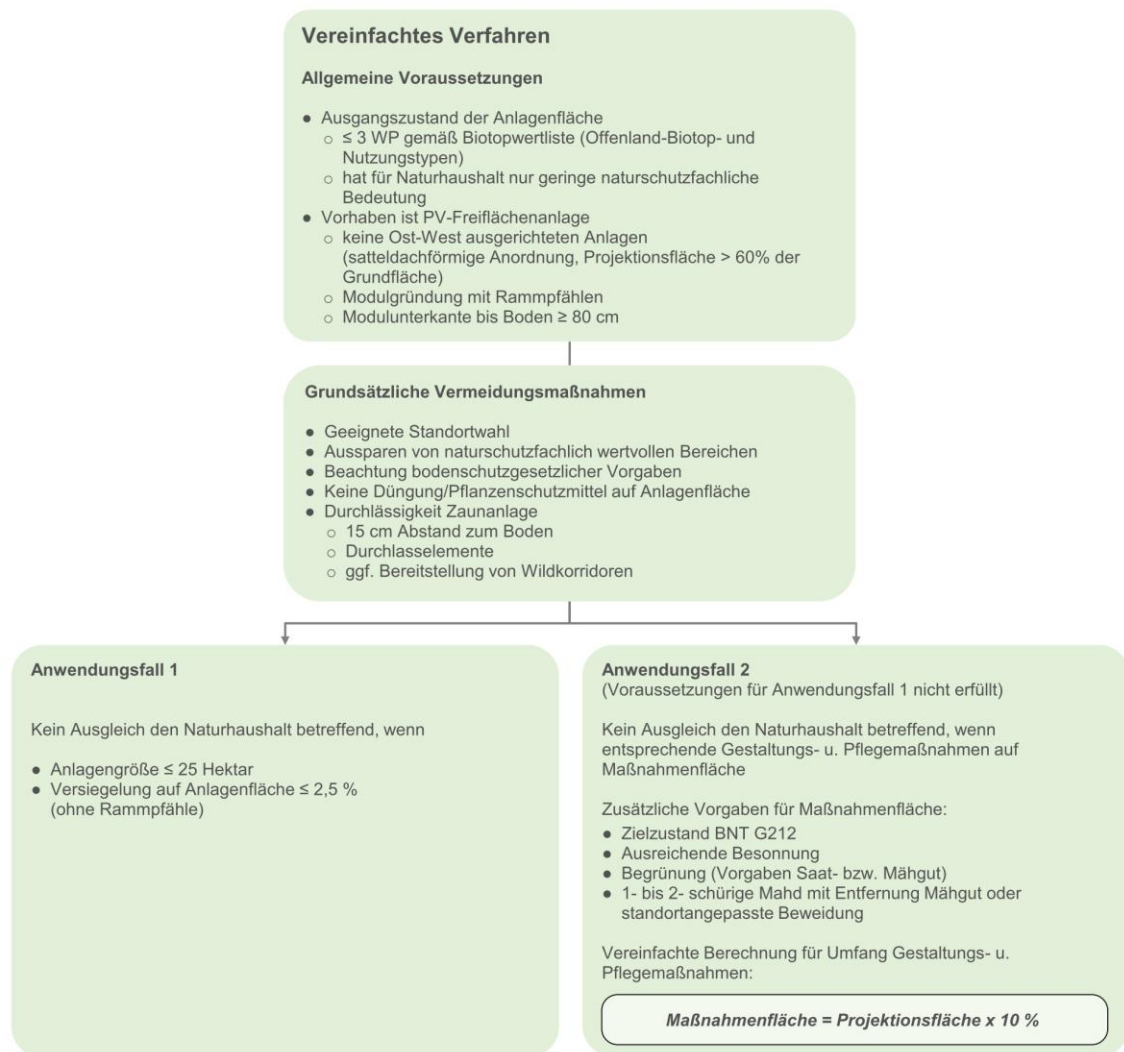 Vereinfachtes Verfahren
Allgemeine Voraussetzungen
● Ausgangszustand der Anlagenfläche
○ ≤ 3 WP gemäß Biotopwertliste (Offenland-Biotop- und
Nutzungstypen)
○ hat für Naturhaushalt nur geringe naturschutzfachliche
Bedeutung
● Vorhaben ist PV-Freiflächenanlage
○ keine Ost-West ausgerichteten Anlagen
(satteldachförmige Anordnung, Projektionsfläche > 60% der
Grundfläche)
○ Modulgründung mit Rammpfählen
○ Modulunterkante bis Boden ≥ 80 cm
Grundsätzliche Vermeidungsmaßnahmen
● Geeignete Standortwahl
● Aussparen von naturschutzfachlich wertvollen Bereichen
● Beachtung bodenschutzgesetzlicher Vorgaben
● Keine Düngung/Pflanzenschutzmittel auf Anlagenfläche
● Durchlässigkeit Zaunanlage
○ 15 cm Abstand zum Boden
○ Durchlasselemente
○ ggf. Bereitstellung von Wildkorridoren
Anwendungsfall 1
Kein Ausgleich den Naturhaushalt betreffend, wenn
● Anlagengröße ≤ 25 Hektar
● Versiegelung auf Anlagenfläche ≤ 2,5 %
(ohne Rammpfähle)
Anwendungsfall 2
(Voraussetzungen für Anwendungsfall 1 nicht erfüllt)
Kein Ausgleich den Naturhaushalt betreffend, wenn
entsprechende Gestaltungs- u. Pflegemaßnahmen auf
Maßnahmenfläche
Zusätzliche Vorgaben für Maßnahmenfläche:
● Zielzustand BNT G212
● Ausreichende Besonnung
● Begrünung (Vorgaben Saat- bzw. Mähgut)
● 1- bis 2- schürige Mahd mit Entfernung Mähgut oder
standortangepasste Beweidung
Vereinfachte Berechnung für Umfang Gestaltungs- u.
Pflegemaßnahmen:
Maßnahmenfläche = Projektionsfläche x 10 %